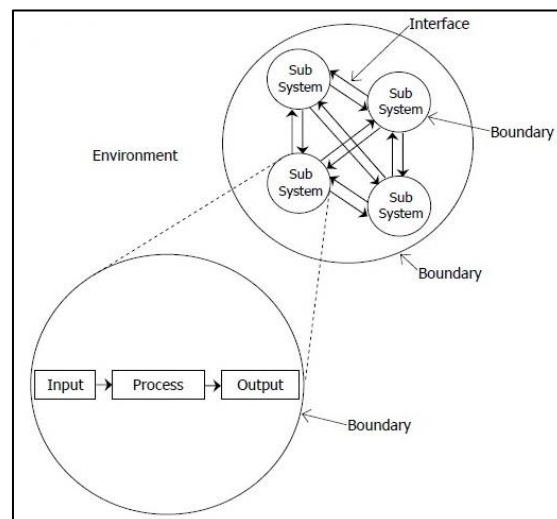 Interface
Sub
System
Sub
System
Boundary
Environment
Sub
System
Sub
System
Boundary
Input
Process
Output
Boundary